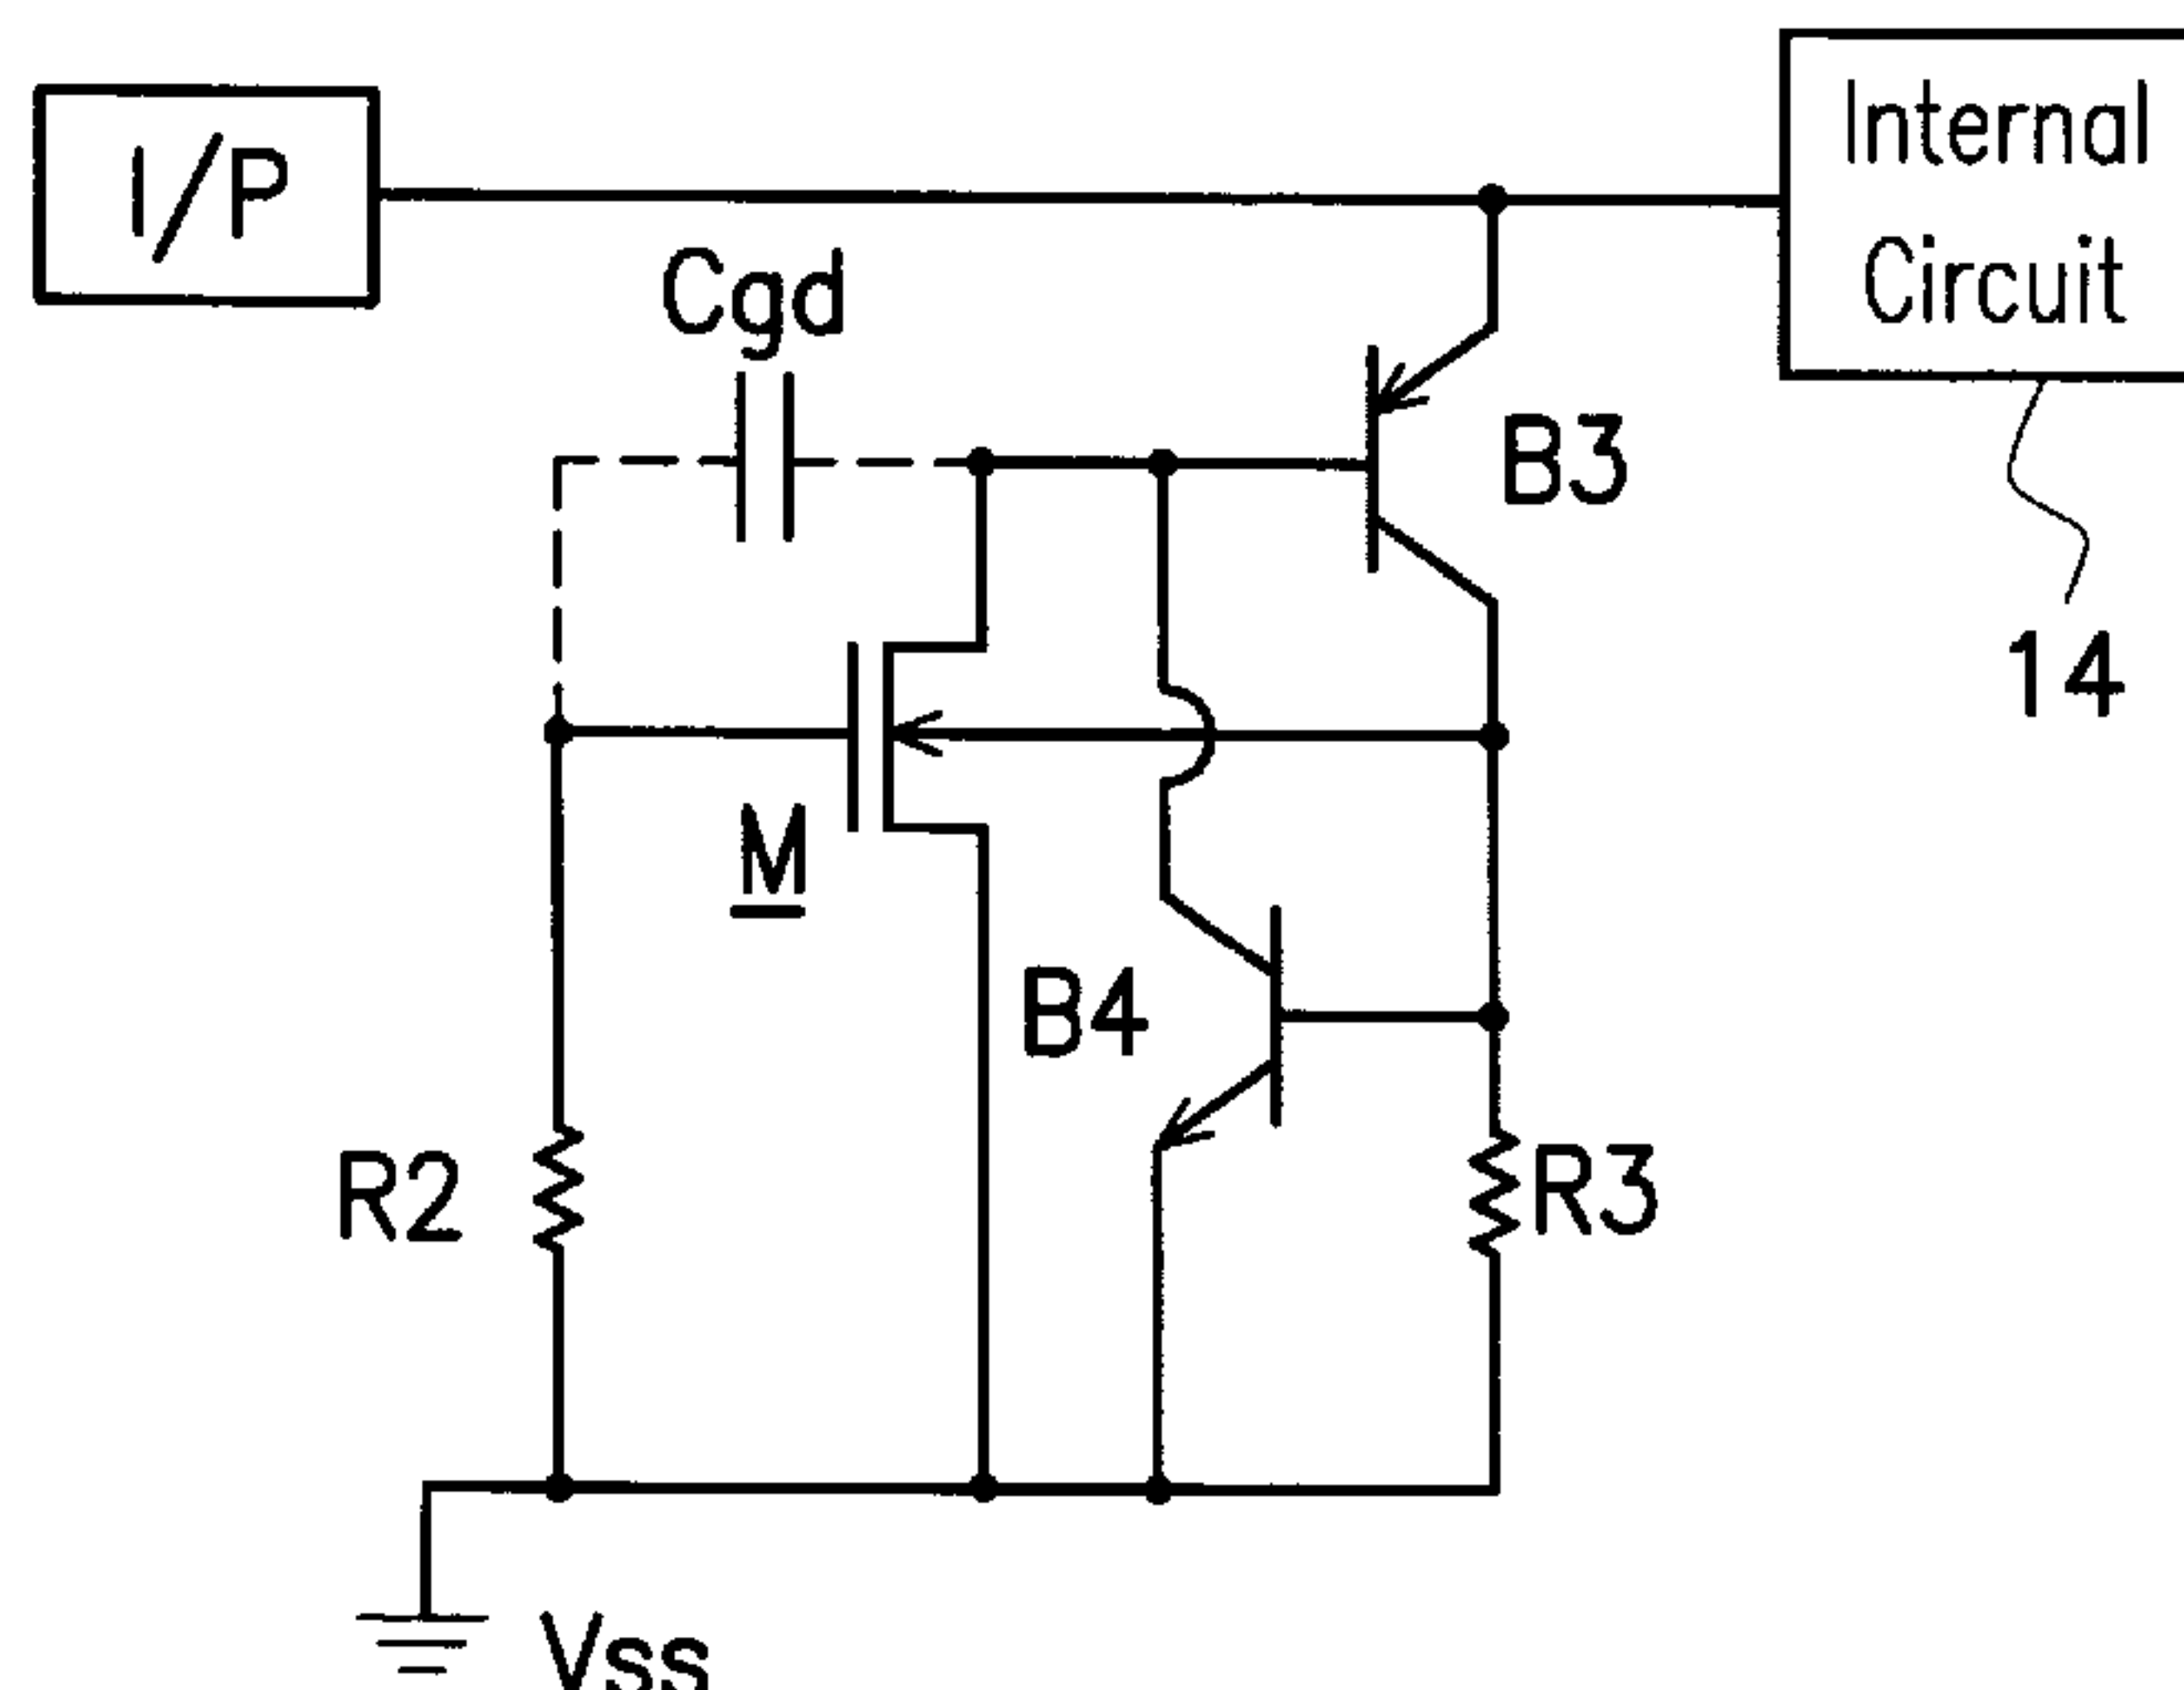 I/P
Internal
Circuit
Cgd
B3
14
M
B4
R2
R3
Vss